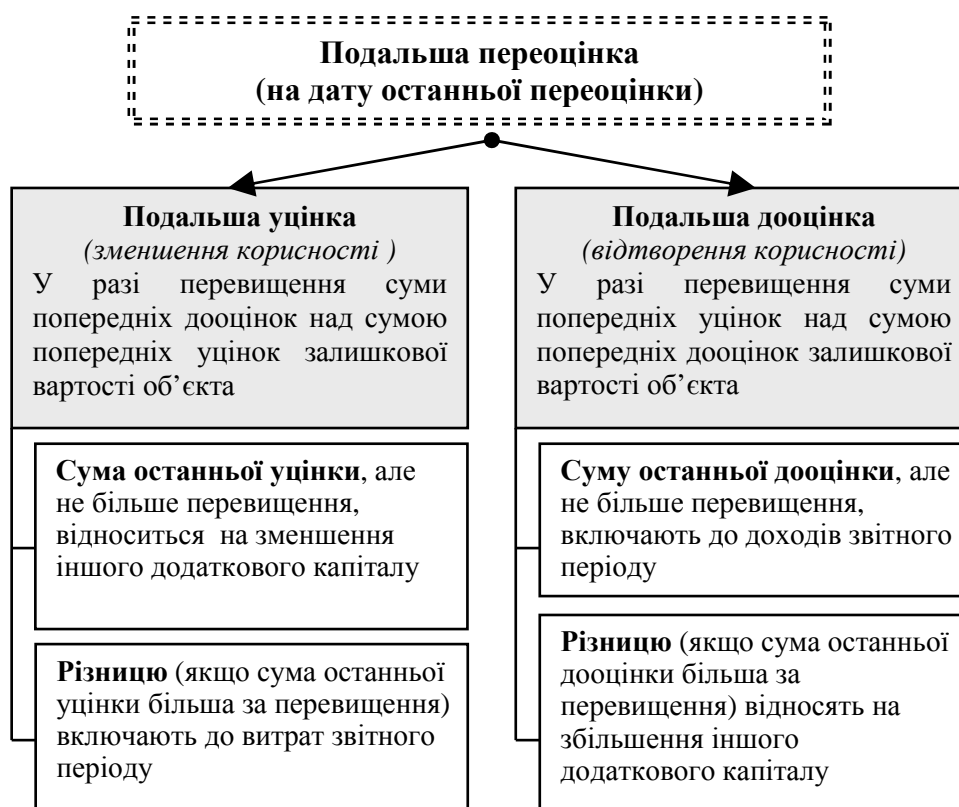 Подальша переоцінка
(на дату останньої переоцінки)
Подальша уцінка
(зменшення корисності )
У разі перевищення суми
попередніх дооцінок над сумою
попередніх уцінок залишкової
вартості об’єкта
Сума останньої уцінки, але
не більше перевищення,
відноситься на зменшення
іншого додаткового капіталу
Різницю (якщо сума останньої
уцінки більша за перевищення)
включають до витрат звітного
періоду
Подальша дооцінка
(відтворення корисності)
У разі перевищення суми
попередніх уцінок над сумою
попередніх дооцінок залишкової
вартості об’єкта
Суму останньої дооцінки, але
не більше перевищення,
включають до доходів звітного
періоду
Різницю (якщо сума останньої
дооцінки більша за
перевищення) відносять на
збільшення іншого
додаткового капіталу